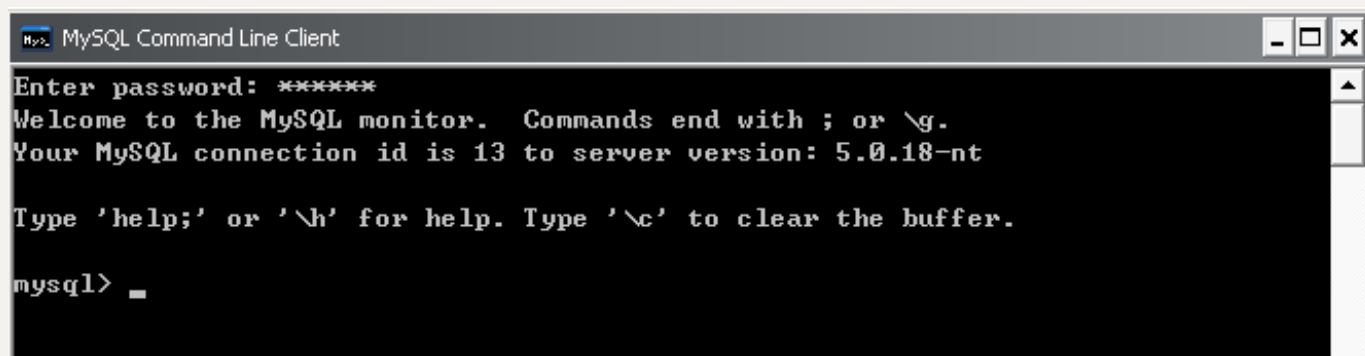 MySQL Command Line Client
Enter password: ******
Welcome to the MySQL monitor.  Commands end with ; or \g.
Your MySQL connection id is 13 to server version: 5.0.18-nt
Type 'help;' or '\h' for help. Type '\c' to clear the buffer.
mysql> _